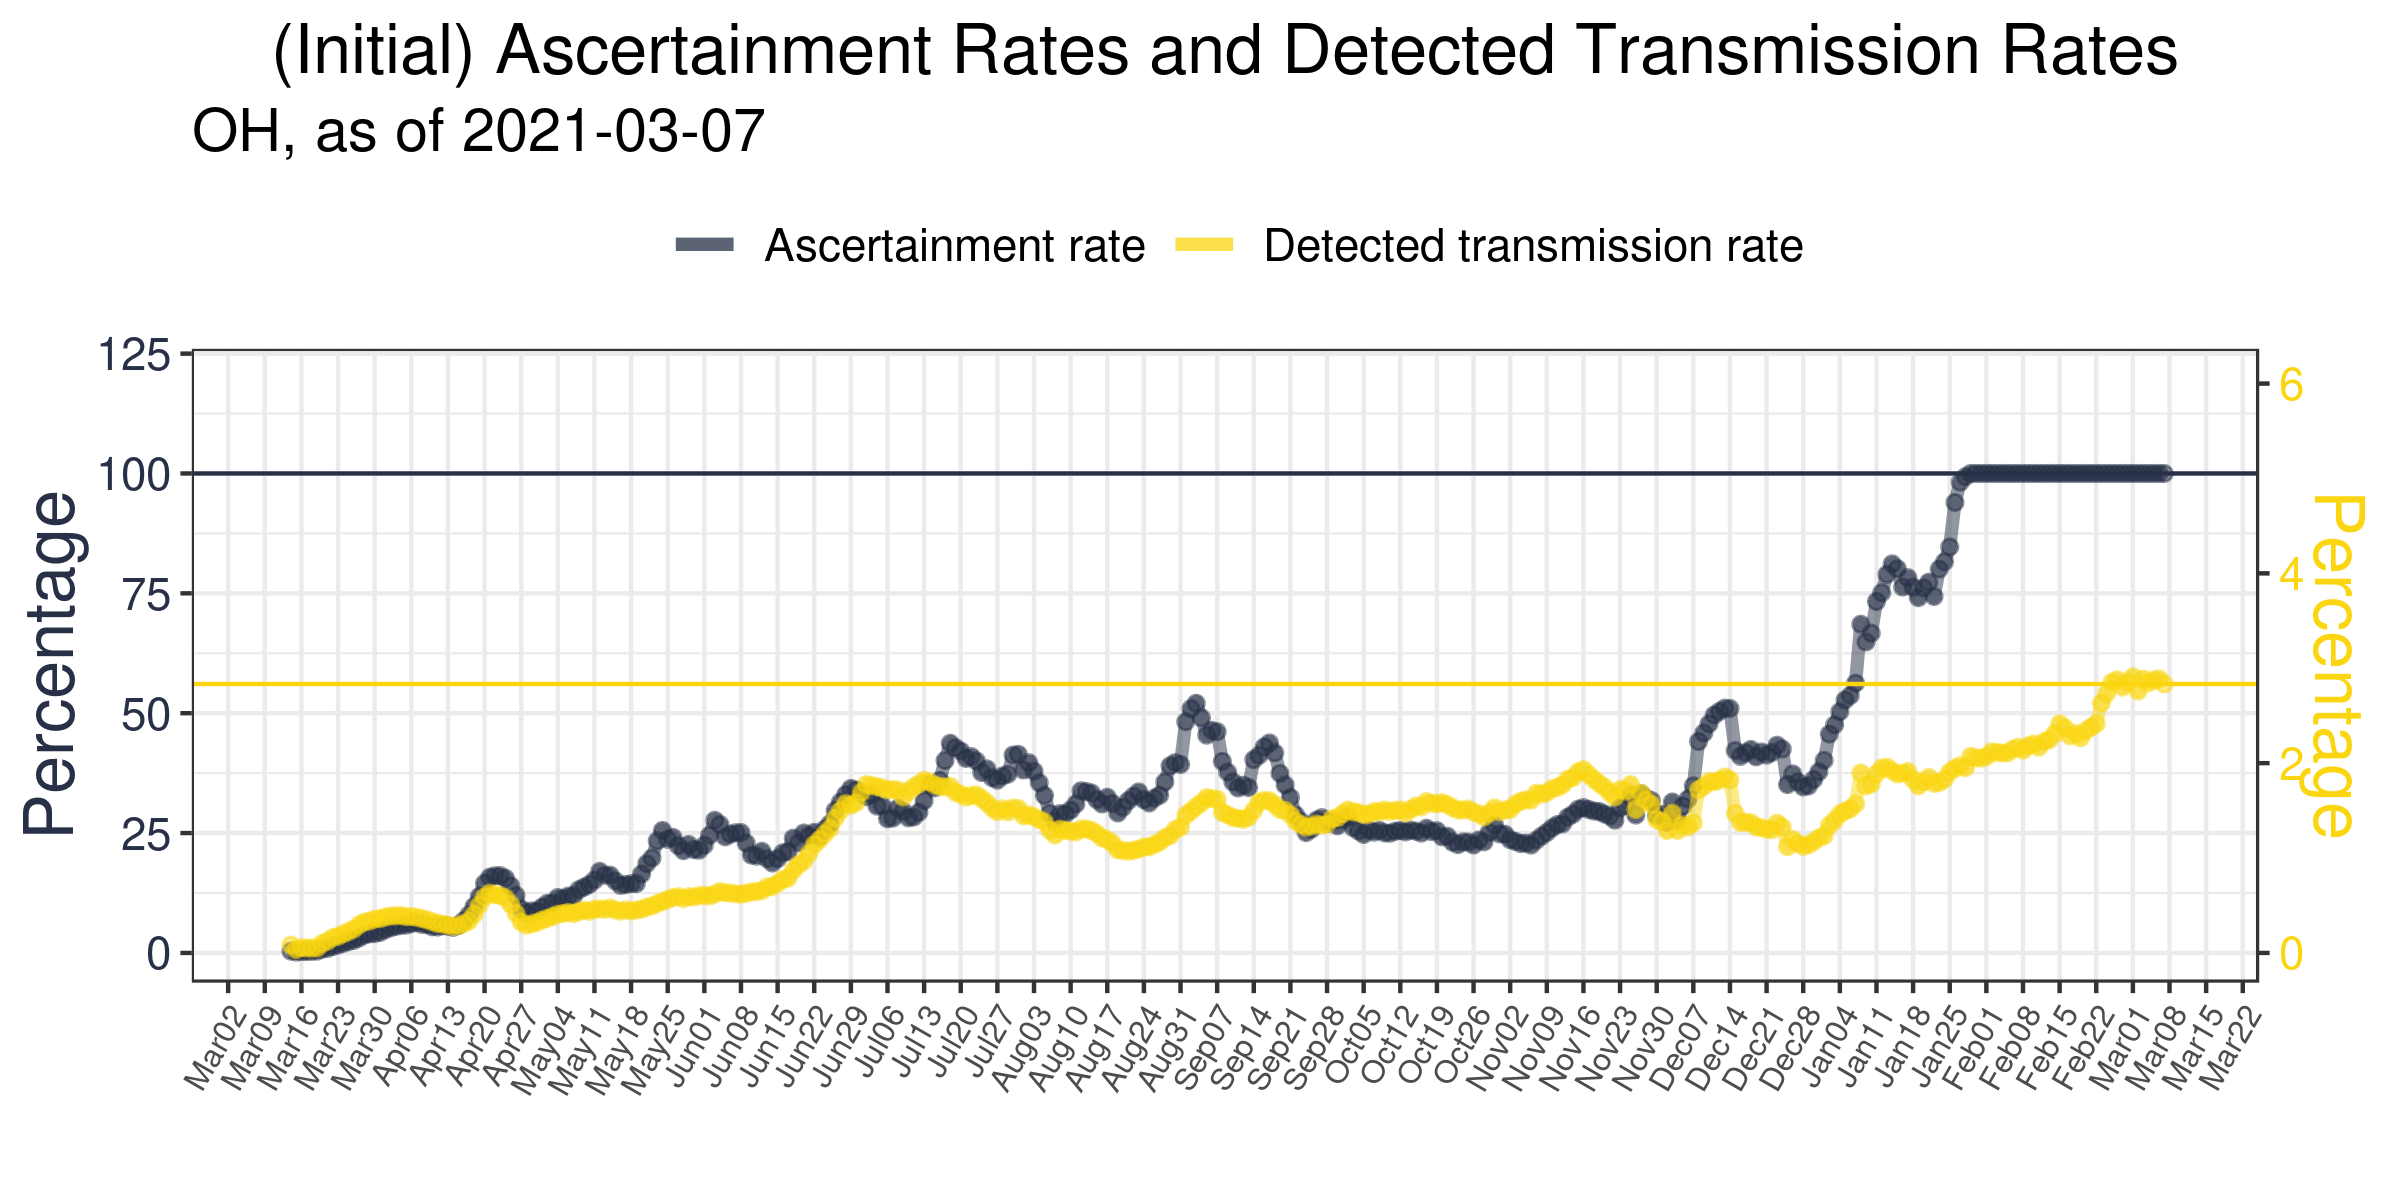 (Initial) Ascertainment Rates and Detected Transmission Rates
OH, as of 2021-03-07
Ascertainment rate
Detected transmission rate
125
100
75
50
25
0
Percentage
6
4
2
0
Percentage
Mar02
Mar09
Mar16
Mar23
Mar30
Apr06
Apr13
Apr20
Apr27
May04
May11
May18
May25
Jun01
Jun08
Jun15
Jun22
Jun29
Jul06
Jul13
Jul20
Jul27
Aug03
Aug10
Aug17
Aug24
Aug31
Sep07
Sep14
Sep21
Sep28
Oct05
Oct12
Oct19
Oct26
Nov02
Nov09
Nov16
Nov23
Nov30
Dec07
Dec14
Dec21
Dec28
Dec04
Jan11
Jan18
Jan25
Feb01
Feb08
Feb15
Feb22
Mar01
Mar08
Mar15
Mar22